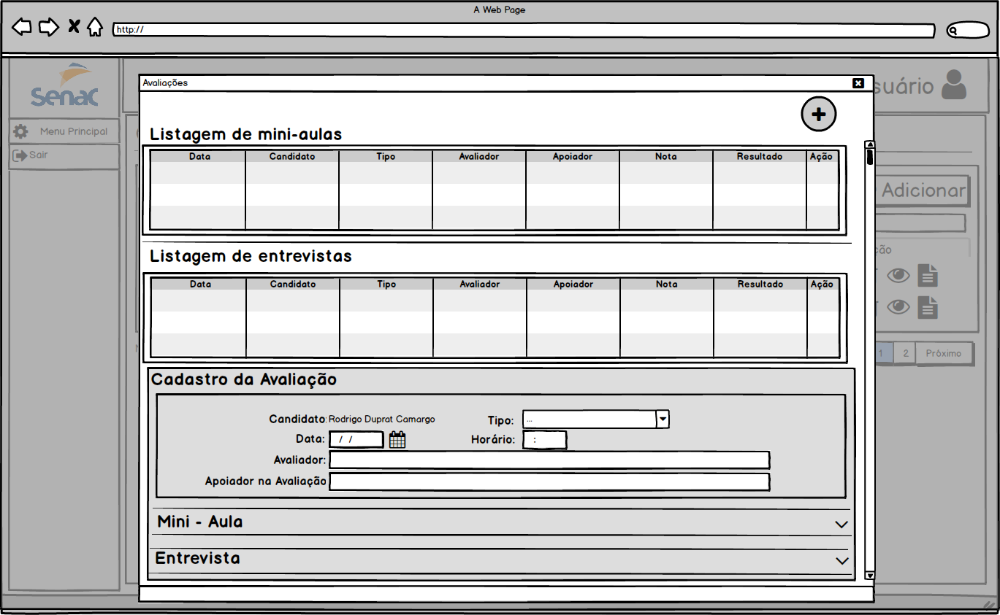 A Web Page
http://
Senac
suário
Menu Principal
Sair
Adicionar
ção
1 2 Próximo
Avaliações
Listagem de mini-aulas
Data Candidato Tipo Avaliador Apoiador Nota Resultado Ação
Listagem de entrevistas
Data Candidato Tipo Avaliador Apoiador Nota Resultado Ação
Cadastro da Avaliação
Candidato: Rodrigo Duprat Camargo Tipo: ...
Data: / / Horário: :
Avaliador:
Apoiador na Avaliação
Mini - Aula
Entrevista